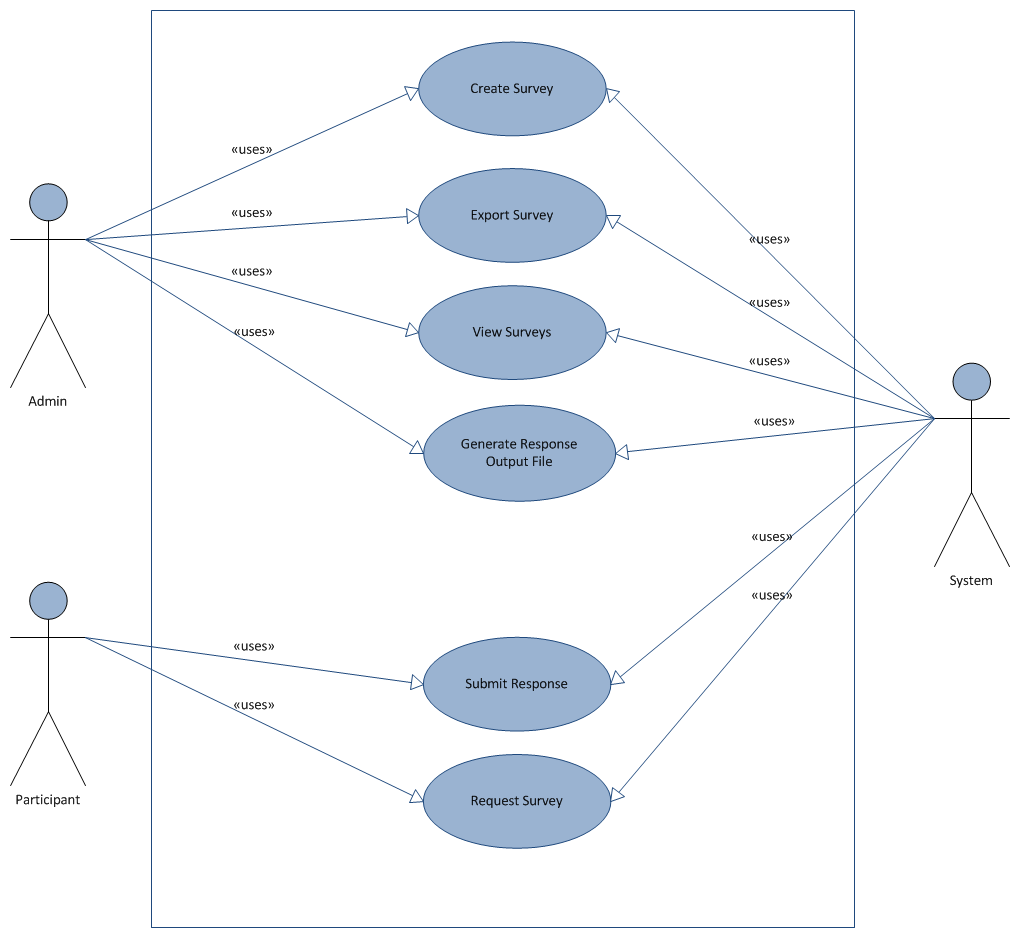 Create Survey
«uses»
Export Survey
«uses»
«uses»
«uses»
«uses»
View Surveys
«uses»
«uses»
Admin
«uses»
Generate Response
Output File
«uses»
«uses»
System
«uses»
«uses»
Submit Response
«uses»
Participant
Request Survey